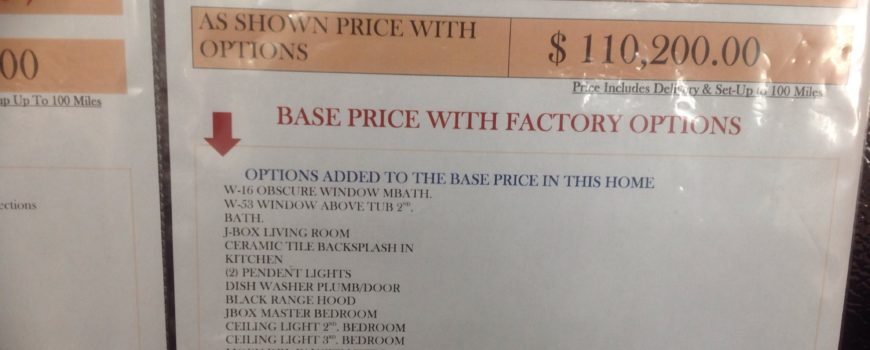 00
up Up To 100 Miles
ections
AS SHOWN PRICE WITH
OPTIONS
$ 110,200.00
Price Includes Delivery & Set-Up to 100 Miles
BASE PRICE WITH FACTORY OPTIONS
OPTIONS ADDED TO THE BASE PRICE IN THIS HOME
W-16 OBSCURE WINDOW MBATH.
W-53 WINDOW ABOVE TUB 2ND.
BATH.
J-BOX LIVING ROOM
CERAMIC TILE BACKSPLASH IN
KITCHEN
(2) PENDENT LIGHTS
DISH WASHER PLUMB/DOOR
BLACK RANGE HOOD
JBOX MASTER BEDROOM
CEILING LIGHT 2ND. BEDROOM
CEILING LIGHT 3RD. BEDROOM